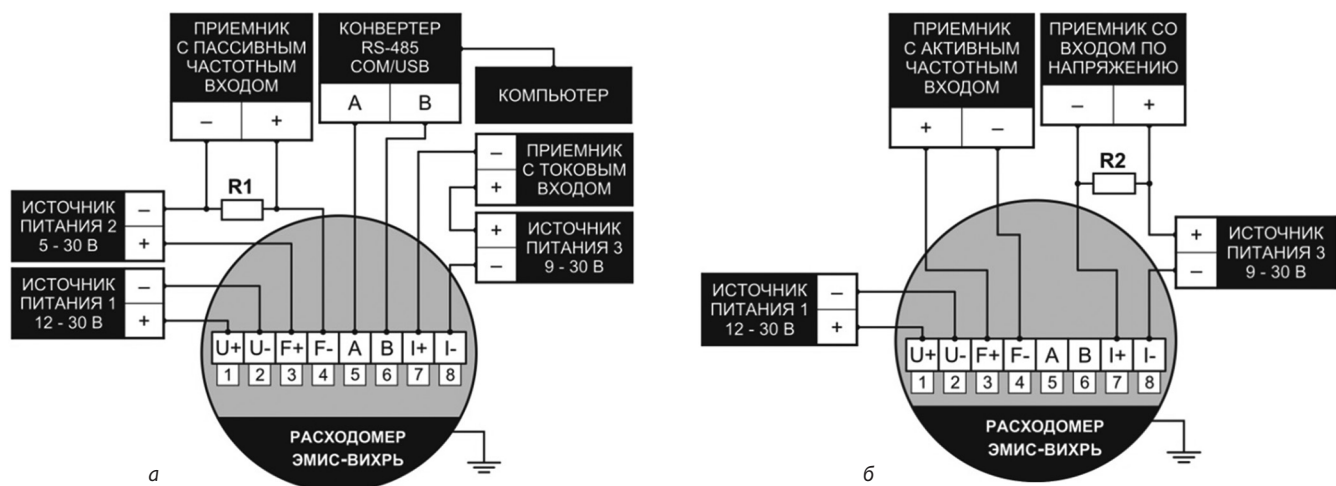 ПРИЕМНИК
С ПАССИВНЫМ
ЧАСТОТНЫМ
ВХОДОМ
– +
КОНВЕРТЕР
RS-485
COM/USB
A B
КОМПЬЮТЕР
–
+
ПРИЕМНИК
С ТОКОВЫМ
ВХОДОМ
R1
ИСТОЧНИК
ПИТАНИЯ 2
5 - 30 В
–
+
+
–
ИСТОЧНИК
ПИТАНИЯ 3
9 - 30 В
ИСТОЧНИК
ПИТАНИЯ 1
12 - 30 В
–
+
U+ U- F+ F- A B I+ I-
1 2 3 4 5 6 7 8
РАСХОДОМЕР
ЭМИС-ВИХРЬ
а
ПРИЕМНИК
С АКТИВНЫМ
ЧАСТОТНЫМ
ВХОДОМ
+ –
ПРИЕМНИК СО
ВХОДОМ ПО
НАПРЯЖЕНИЮ
– +
R2
+
–
ИСТОЧНИК
ПИТАНИЯ 3
9 - 30 В
ИСТОЧНИК
ПИТАНИЯ 1
12 - 30 В
–
+
U+ U- F+ F- A B I+ I-
1 2 3 4 5 6 7 8
РАСХОДОМЕР
ЭМИС-ВИХРЬ
б